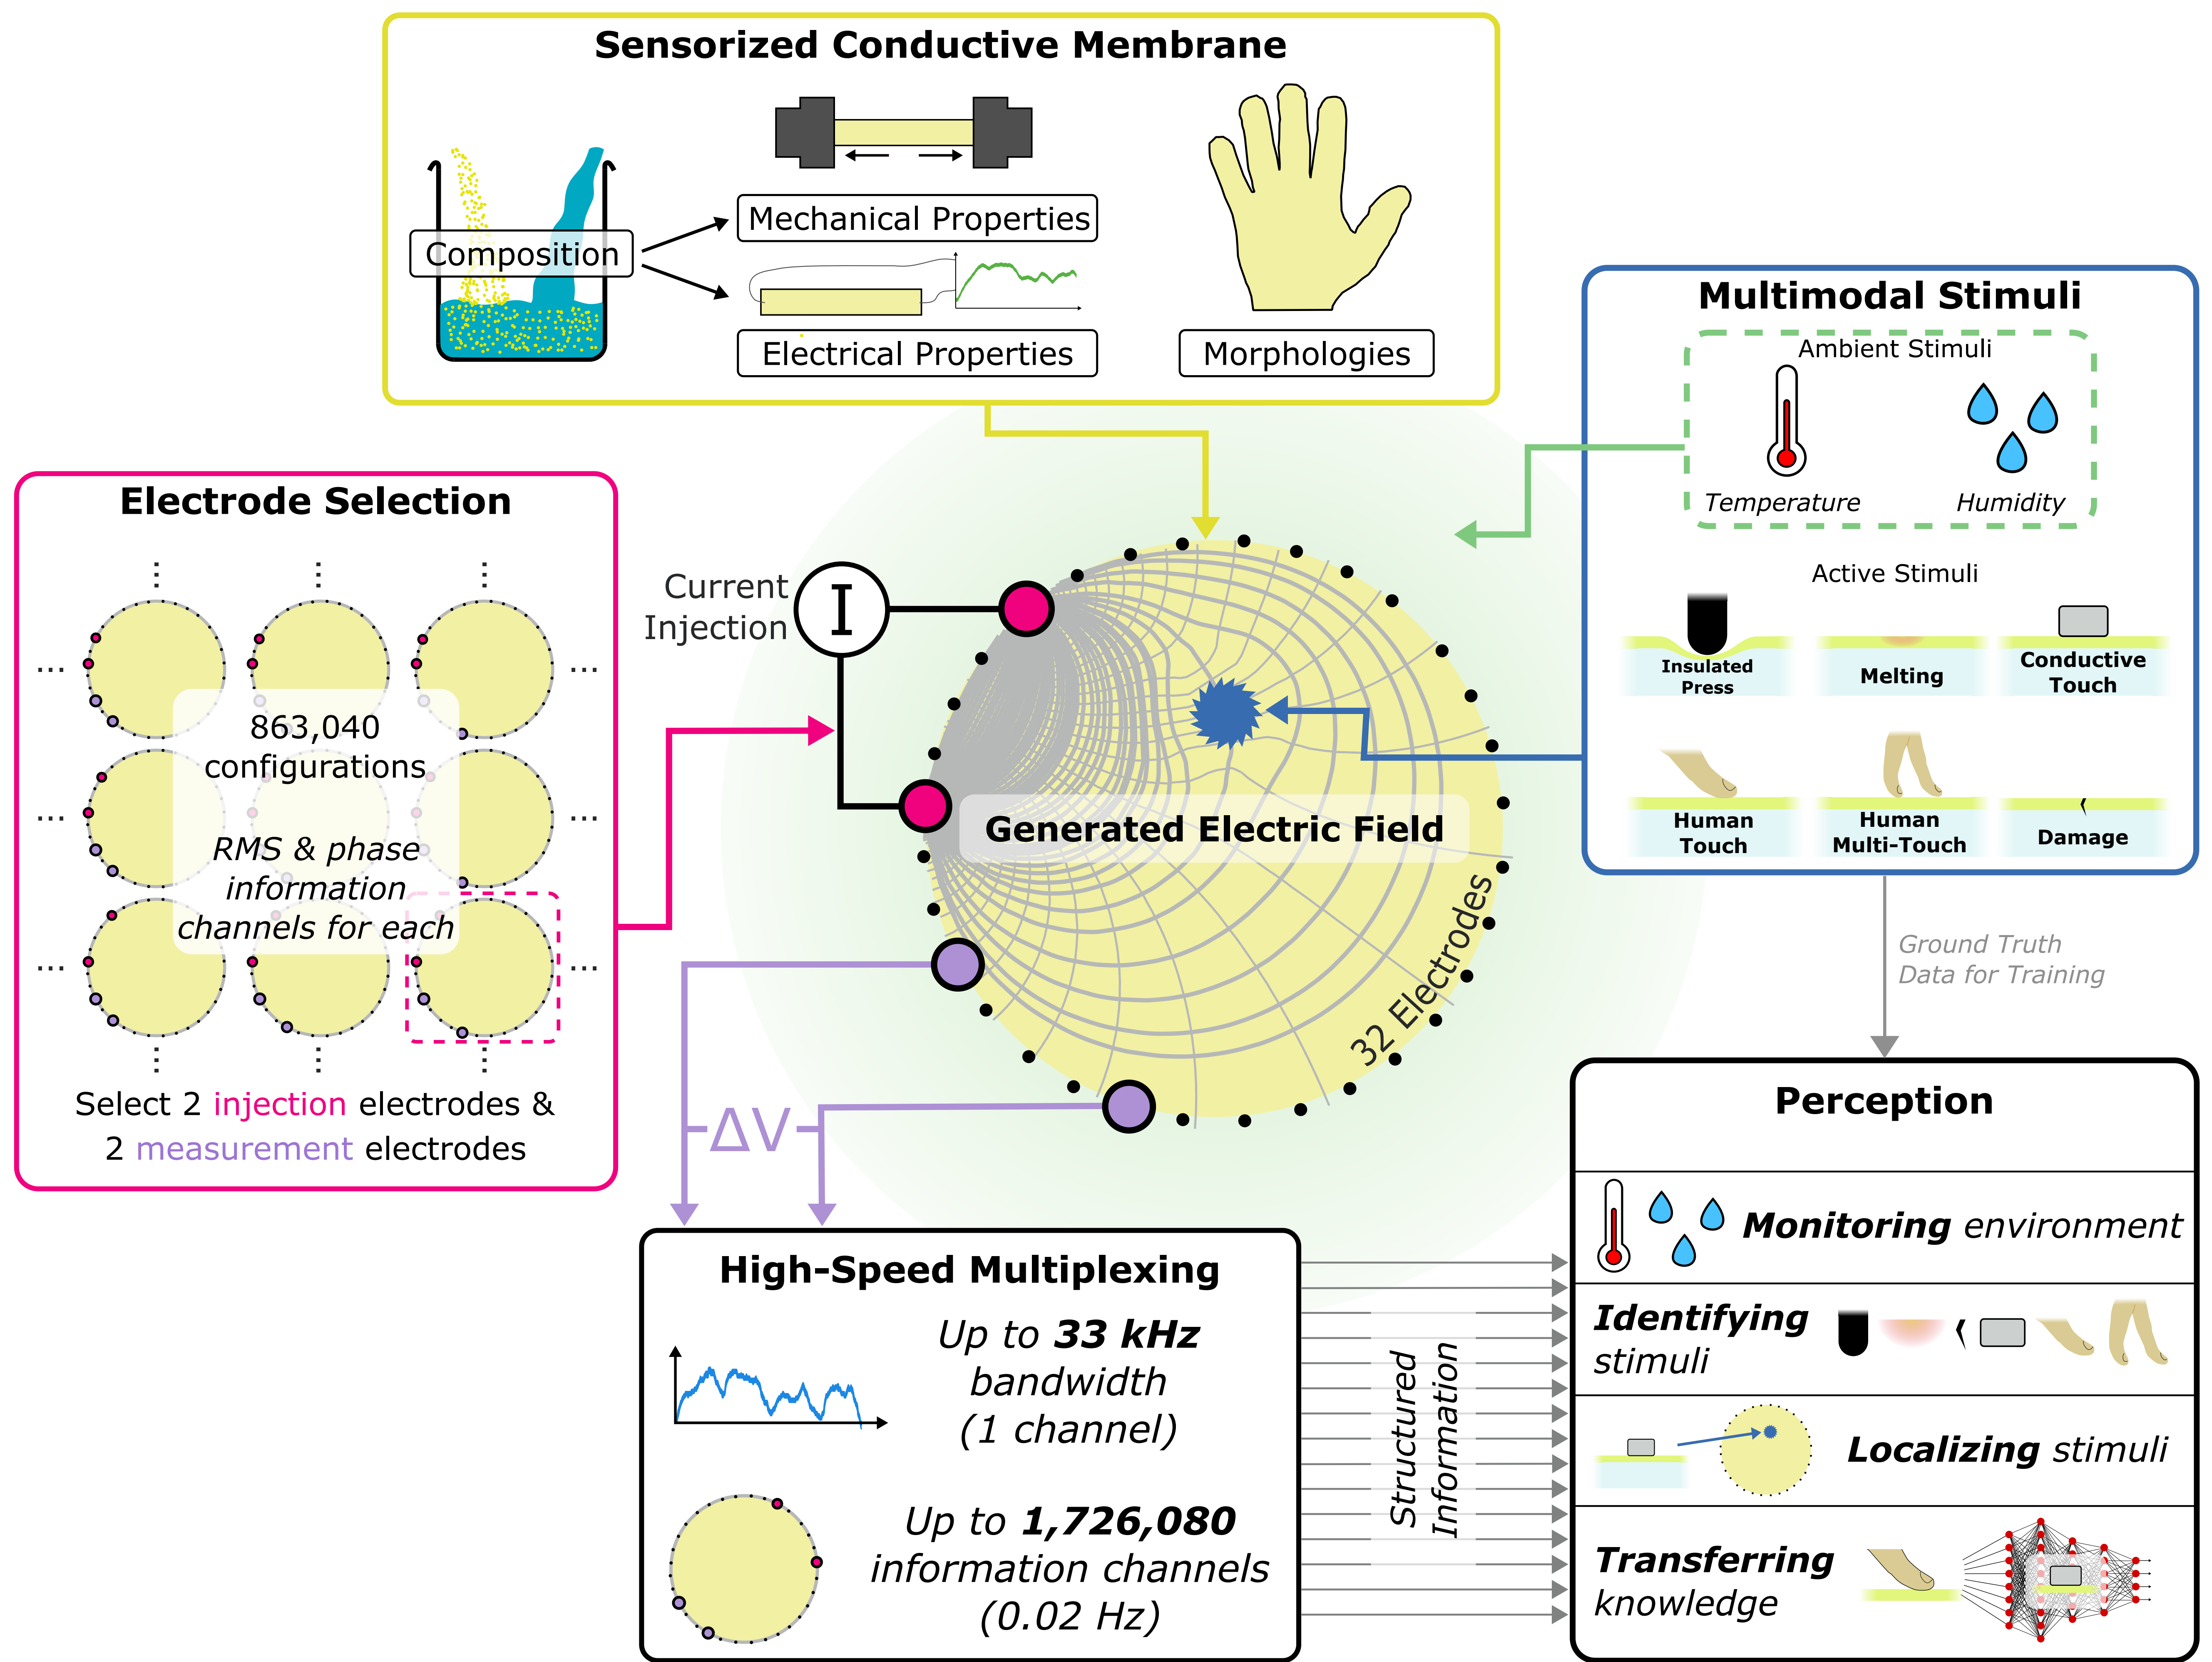 Sensorized Conductive Membrane
Composition
Mechanical Properties
Electrical Properties
Morphologies
Multimodal Stimuli
Ambient Stimuli
Temperature
Humidity
Active Stimuli
Insulated
Press
Melting
Conductive
Touch
Human
Touch
Human
Multi-Touch
Damage
Electrode Selection
...
...
...
...
...
...
863,040
configurations
RMS & phase
information
channels for each
Select 2 injection electrodes &
2 measurement electrodes
Current
Injection
I
Generated Electric Field
32 Electrodes
ΔV
Ground Truth
Data for Training
High-Speed Multiplexing
Up to 33 kHz
bandwidth
(1 channel)
Up to 1,726,080
information channels
(0.02 Hz)
Structured
Information
Perception
Monitoring environment
Identifying
stimuli
Localizing stimuli
Transferring
knowledge